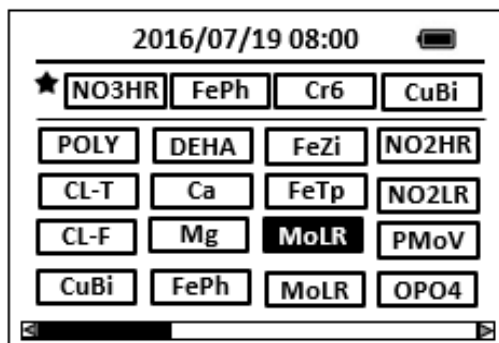 2016/07/19 08:00
NO3HR FePh Cr6 CuBi
POLY DEHA FeZi NO2HR
CL-T Ca FeTp NO2LR
CL-F Mg MoLR PMoV
CuBi FePh MoLR OPO4